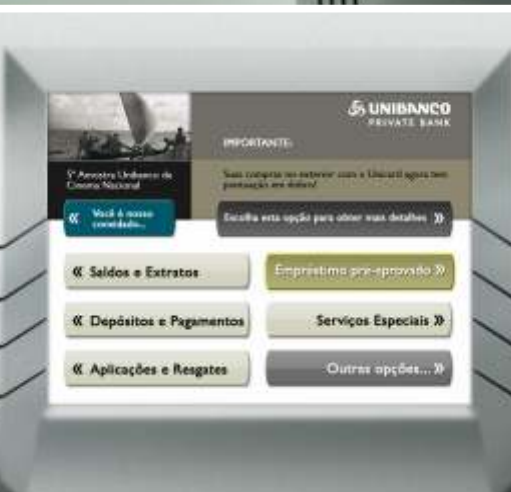 UNIBANCO
PRIVATE BANK
IMPORTANTE:
5ª Amostra Unibanco de
Cinema Nacional
Suas compras no exterior com o Unicard agora tem
pontuação em dobro!
« Você é nosso
convidado...
Escolha esta opção para obter mais detalhes »
« Saldos e Extratos
Empréstimo pre-aprovado »
« Depósitos e Pagamentos
Serviços Especiais »
« Aplicações e Resgates
Outras opções... »